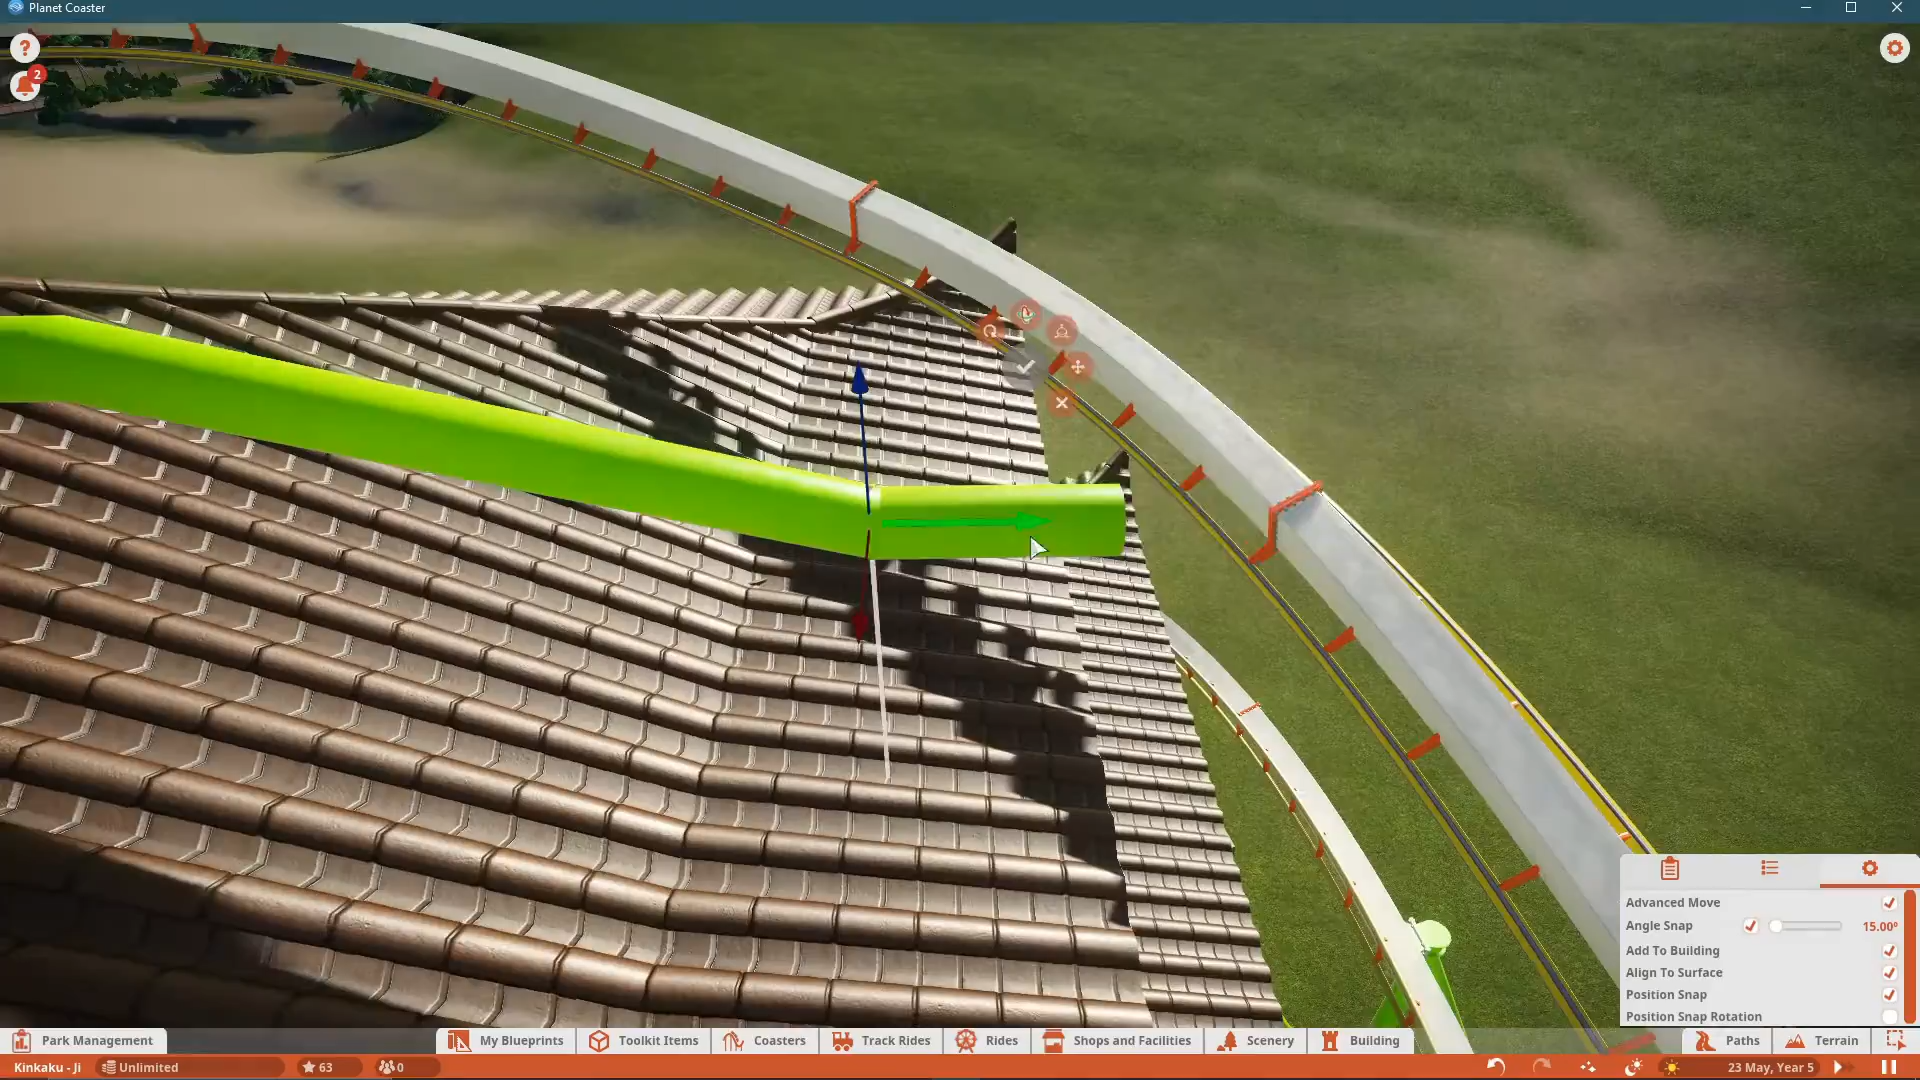 Planet Coaster
?
2
Advanced Move
Angle Snap 15.00°
Add To Building
Align To Surface
Position Snap
Position Snap Rotation
Park Management
My Blueprints
Toolkit Items
Coasters
Track Rides
Rides
Shops and Facilities
Scenery
Building
Paths
Terrain
Kinkaku - Ji
Unlimited
63
0
23 May, Year 5